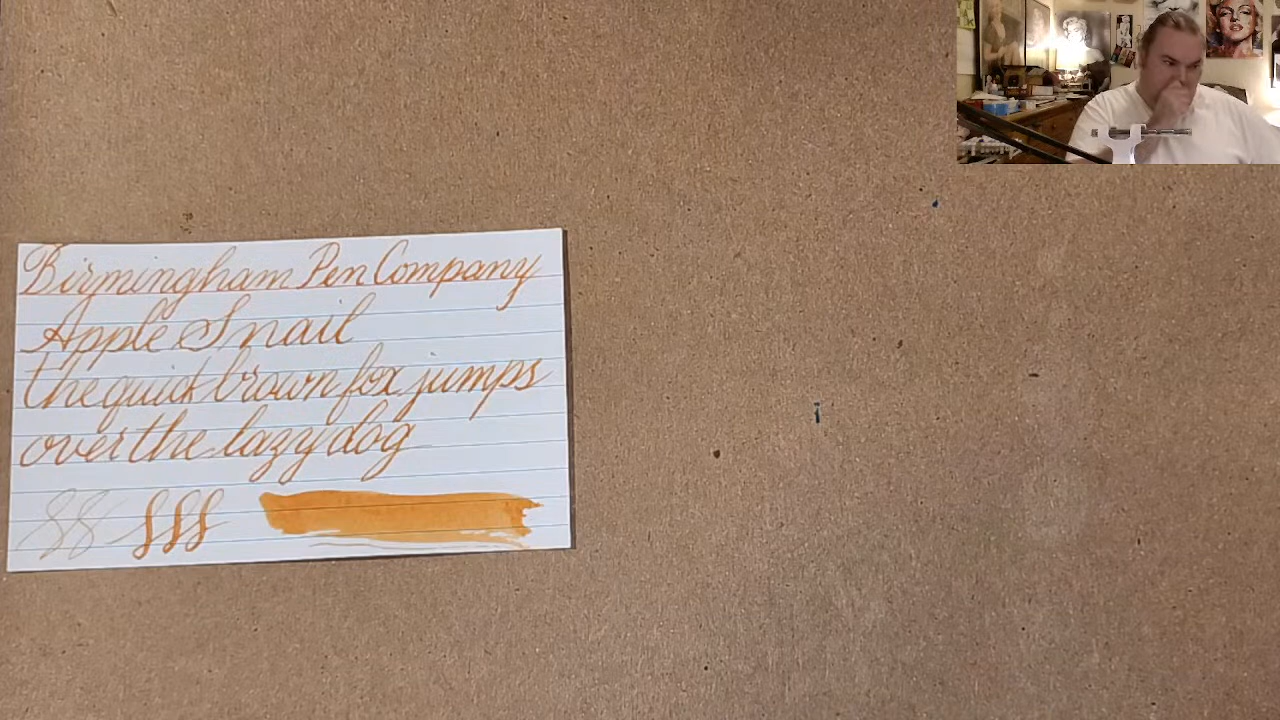 Birmingham Pen Company
Apple Snail
the quick brown fox jumps
over the lazy dog